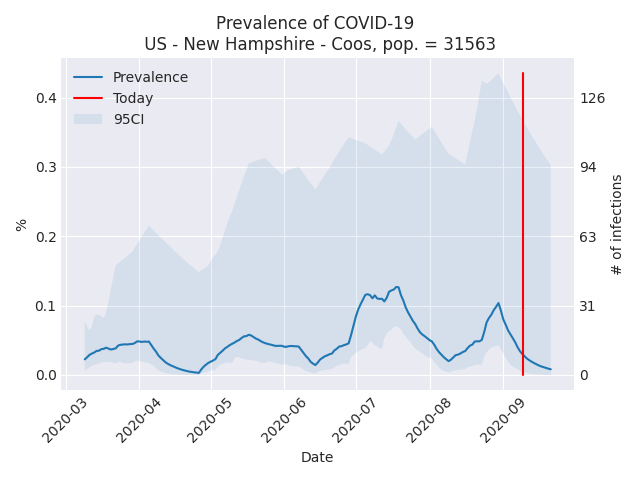 Prevalence of COVID-19
US - New Hampshire - Coos, pop. = 31563
Prevalence
Today
95CI
0.4
0.3
0.2
0.1
0.0
%
126
94
63
31
0
# of infections
2020-03
2020-04
2020-05
2020-06
2020-07
2020-08
2020-09
Date